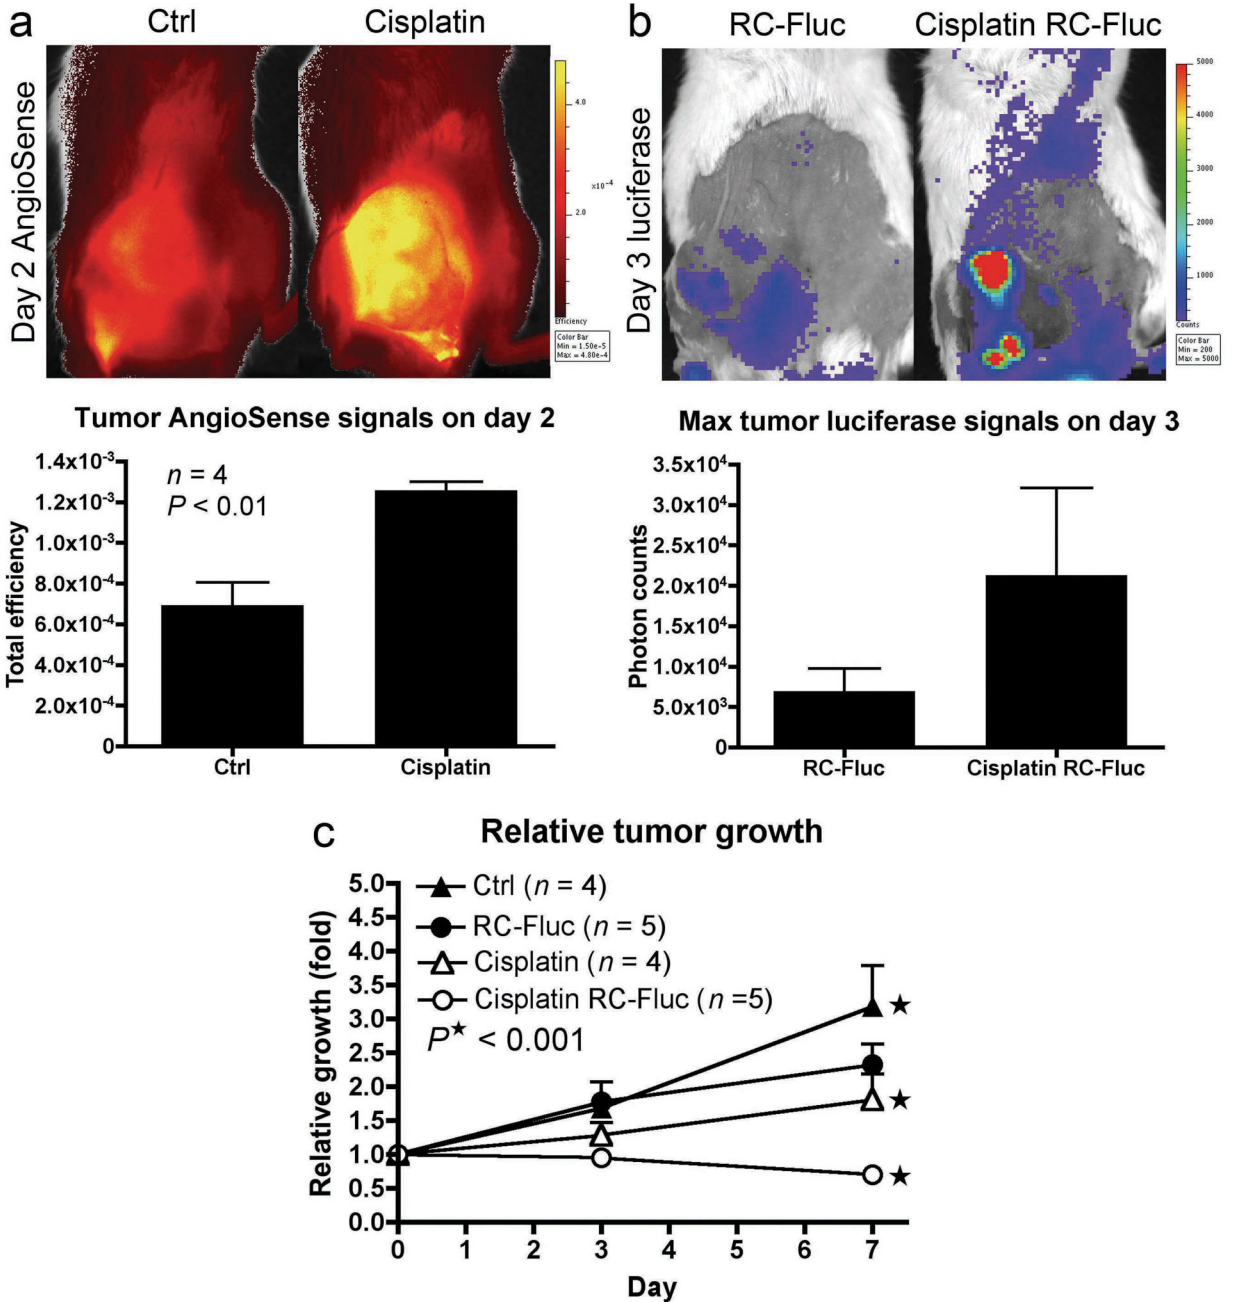 a
Ctrl
Cisplatin
Day 2 AngioSense
4.0
x10⁻⁴
2.0
Efficiency
Color Bar
Min = 1.50e-5
Max = 4.80e-4
b
RC-Fluc
Cisplatin RC-Fluc
Day 3 luciferase
5000
4000
3000
2000
1000
Counts
Color Bar
Min = 200
Max = 5000
Tumor AngioSense signals on day 2
Total efficiency
1.4x10⁻³
1.2x10⁻³
1.0x10⁻³
8.0x10⁻⁴
6.0x10⁻⁴
4.0x10⁻⁴
2.0x10⁻⁴
0
n = 4
P < 0.01
Ctrl
Cisplatin
Max tumor luciferase signals on day 3
Photon counts
3.5x10⁴
3.0x10⁴
2.5x10⁴
2.0x10⁴
1.5x10⁴
1.0x10⁴
5.0x10³
0
RC-Fluc
Cisplatin RC-Fluc
c
Relative tumor growth
Relative growth (fold)
5.0
4.5
4.0
3.5
3.0
2.5
2.0
1.5
1.0
0.5
0.0
Ctrl (n = 4)
RC-Fluc (n = 5)
Cisplatin (n = 4)
Cisplatin RC-Fluc (n =5)
P★ < 0.001
★
★
★
0 1 2 3 4 5 6 7
Day